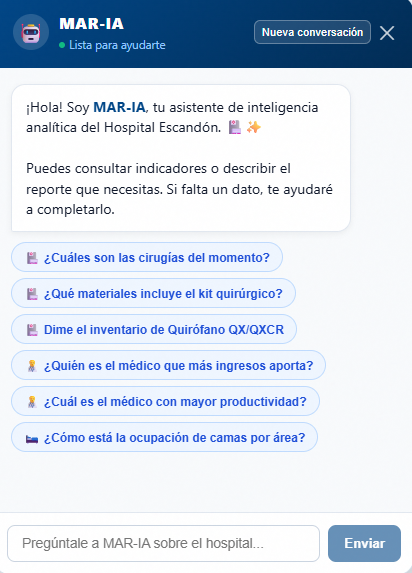 MAR-IA
Lista para ayudarte
Nueva conversación
¡Hola! Soy MAR-IA, tu asistente de inteligencia
analítica del Hospital Escandón.
Puedes consultar indicadores o describir el
reporte que necesitas. Si falta un dato, te ayudaré
a completarlo.
¿Cuáles son las cirugías del momento?
¿Qué materiales incluye el kit quirúrgico?
Dime el inventario de Quirófano QX/QXCR
¿Quién es el médico que más ingresos aporta?
¿Cuál es el médico con mayor productividad?
¿Cómo está la ocupación de camas por área?
Pregúntale a MAR-IA sobre el hospital...
Enviar